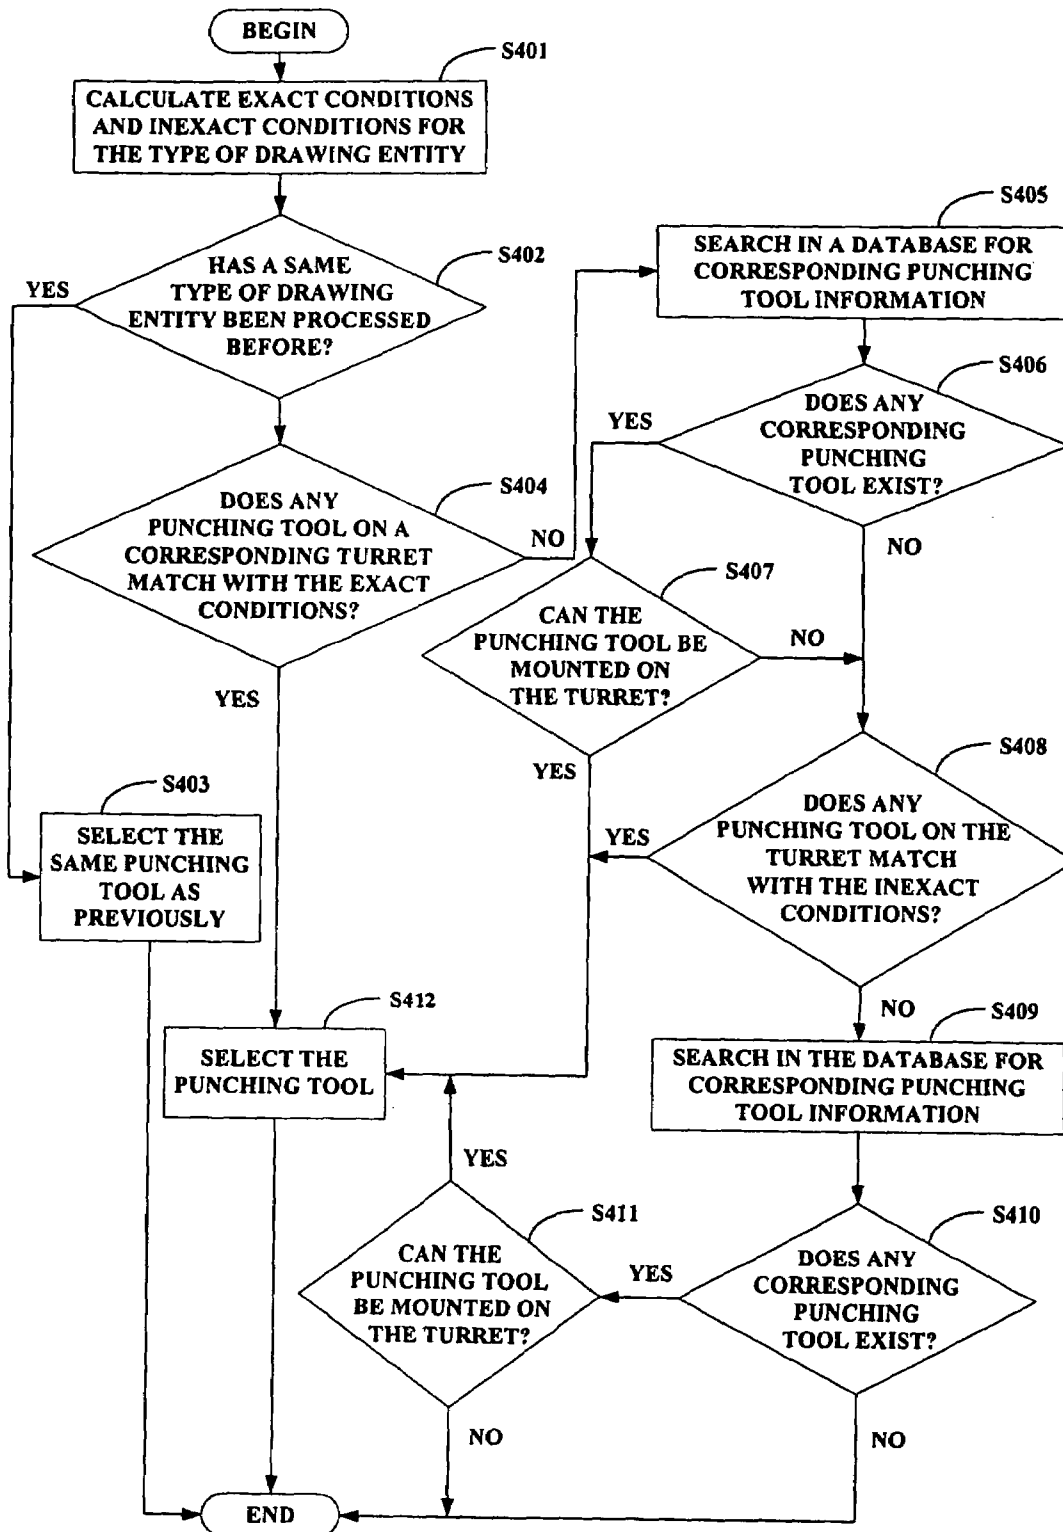 BEGIN
S401
CALCULATE EXACT CONDITIONS
AND INEXACT CONDITIONS FOR
THE TYPE OF DRAWING ENTITY
S402
HAS A SAME
TYPE OF DRAWING
ENTITY BEEN PROCESSED
BEFORE?
YES
S404
DOES ANY
PUNCHING TOOL ON A
CORRESPONDING TURRET
MATCH WITH THE EXACT
CONDITIONS?
NO
YES
S403
SELECT THE
SAME PUNCHING
TOOL AS
PREVIOUSLY
S405
SEARCH IN A DATABASE FOR
CORRESPONDING PUNCHING
TOOL INFORMATION
S406
DOES ANY
CORRESPONDING
PUNCHING
TOOL EXIST?
YES
NO
S407
CAN THE
PUNCHING TOOL BE
MOUNTED ON
THE TURRET?
NO
YES
S408
DOES ANY
PUNCHING TOOL ON THE
TURRET MATCH
WITH THE INEXACT
CONDITIONS?
YES
NO
S409
SEARCH IN THE DATABASE FOR
CORRESPONDING PUNCHING
TOOL INFORMATION
S410
DOES ANY
CORRESPONDING
PUNCHING
TOOL EXIST?
YES
NO
S411
CAN THE
PUNCHING TOOL
BE MOUNTED ON
THE TURRET?
YES
NO
S412
SELECT THE
PUNCHING TOOL
END